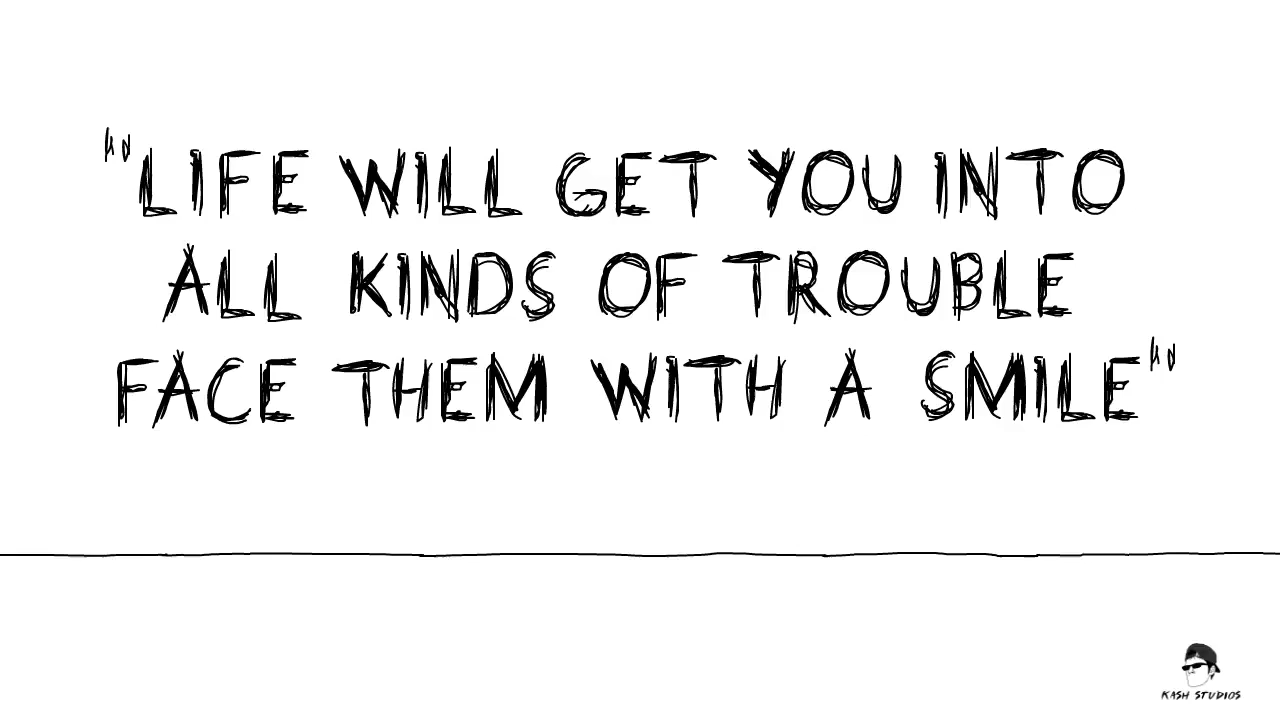 "LIFE WILL GET YOU INTO
ALL KINDS OF TROUBLE
FACE THEM WITH A SMILE"
KASH STUDIOS